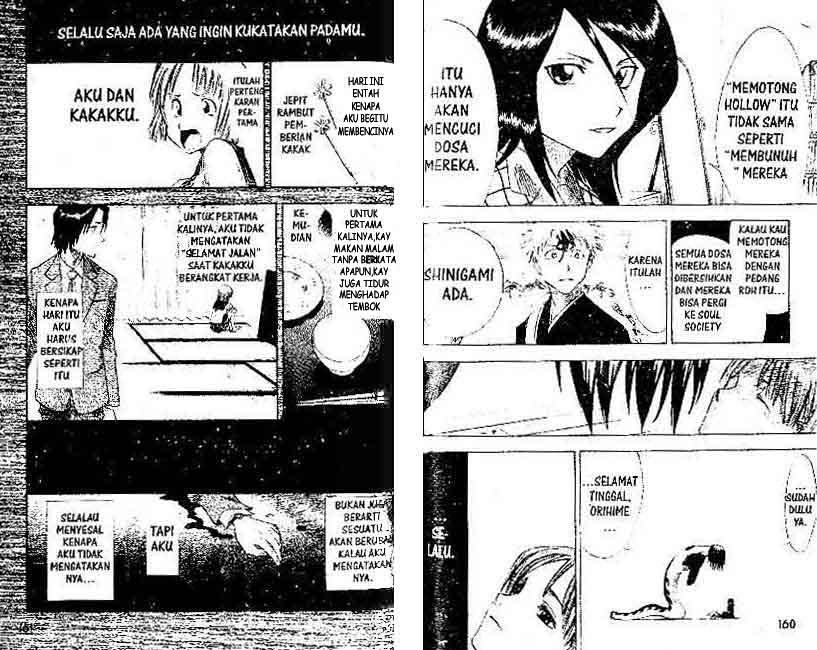 "MEMOTONG
HOLLOW" ITU
TIDAK SAMA
SEPERTI
"MEMBUNUH
" MEREKA
ITU
HANYA
AKAN
MENCUCI
DOSA
MEREKA.
KALAU KAU
MEMOTONG
MEREKA
DENGAN
PEDANG
ROH ITU...
SEMUA DOSA
MEREKA BISA
DIBERSIHKAN
DAN MEREKA
BISA PERGI
KE SOUL
SOCIETY
KARENA
ITULAH
...
SHINIGAMI
ADA.
...
SUDAH
DULU
YA.
...SELAMAT
TINGGAL,
ORIHIME
...
...
SE-
LALU.
160
SELALU SAJA ADA YANG INGIN KUKATAKAN PADAMU..
HARI INI
ENTAH
KENAPA
AKU BEGITU
MEMBENCINYA
JEPIT
RAMBUT
PEM-
BERIAN
KAKAK
ITULAH
PERTENG
KARAN
PER-
TAMA
AKU DAN
KAKAKKU.
UNTUK
PERTAMA
KALINYA,KAY
MAKAN MALAM
TANPA BERKATA
APAPUN,KAY
JUGA TIDUR
MENGHADAP
TEMBOK
KE-
MU-
DIAN
UNTUK PERTAMA
KALINYA, AKU TIDAK
MENGATAKAN
"SELAMAT JALAN"
SAAT KAKAKKU
BERANGKAT KERJA.
KENAPA
HARI ITU
AKU
HARUS
BERSIKAP
SEPERTI
ITU
BUKAN JUGA
BERARTI
SESUATU
AKAN BERUBA
KALAU AKU
MENGATAKAN
NYA.
TAPI
AKU
SELALAU
MENYESAL
KENAPA
AKU TIDAK
MENGATAKAN
NYA...